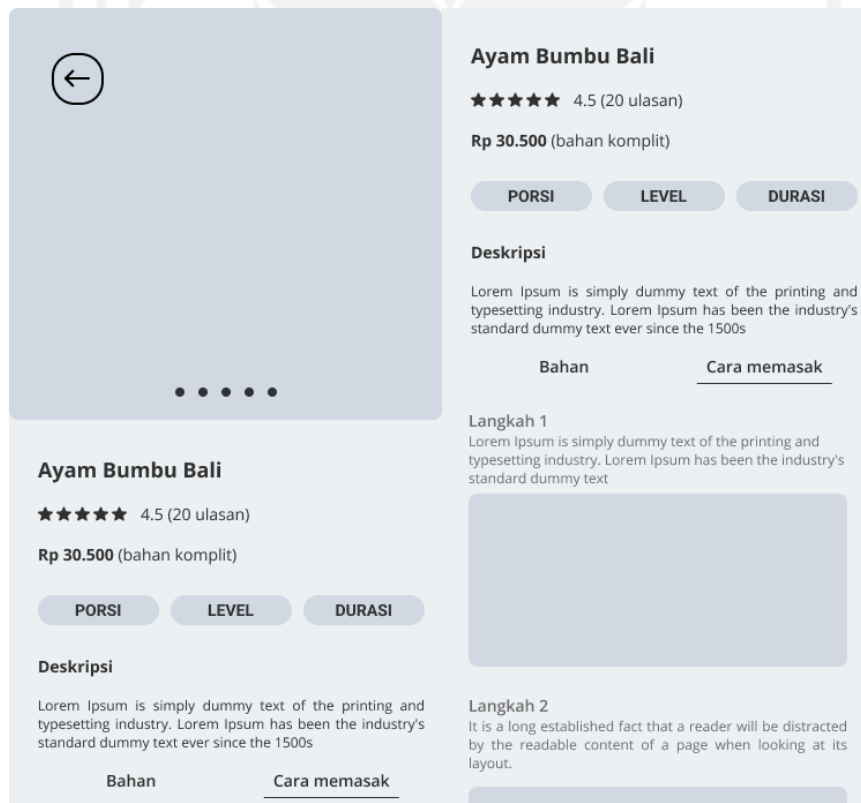 Ayam Bumbu Bali
4.5 (20 ulasan)
Rp 30.500 (bahan komplit)
PORSI LEVEL DURASI
Deskripsi
Lorem Ipsum is simply dummy text of the printing and
typesetting industry. Lorem Ipsum has been the industry's
standard dummy text ever since the 1500s
Bahan Cara memasak
Ayam Bumbu Bali
4.5 (20 ulasan)
Rp 30.500 (bahan komplit)
PORSI LEVEL DURASI
Deskripsi
Lorem Ipsum is simply dummy text of the printing and
typesetting industry. Lorem Ipsum has been the industry's
standard dummy text ever since the 1500s
Bahan Cara memasak
Langkah 1
Lorem Ipsum is simply dummy text of the printing and
typesetting industry. Lorem Ipsum has been the industry's
standard dummy text
Langkah 2
It is a long established fact that a reader will be distracted
by the readable content of a page when looking at its
layout.